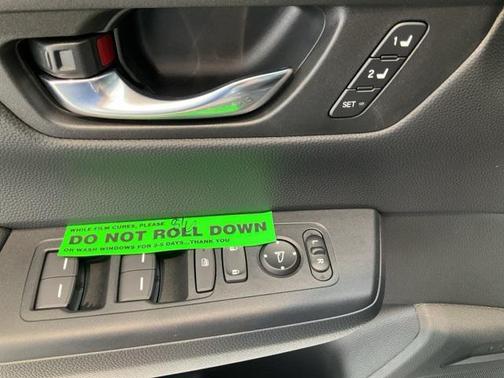 1
2
SET
WHILE FILM CURES, PLEASE
DO NOT ROLL DOWN
OR WASH WINDOWS FOR 3-5 DAYS...THANK YOU
L
R